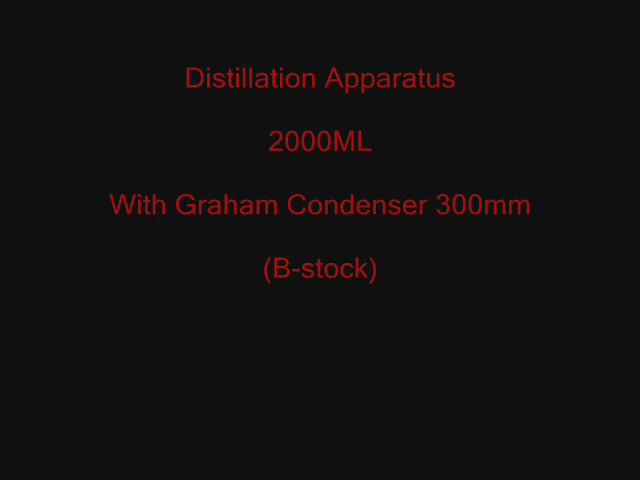 Distillation Apparatus
2000ML
With Graham Condenser 300mm
(B-stock)